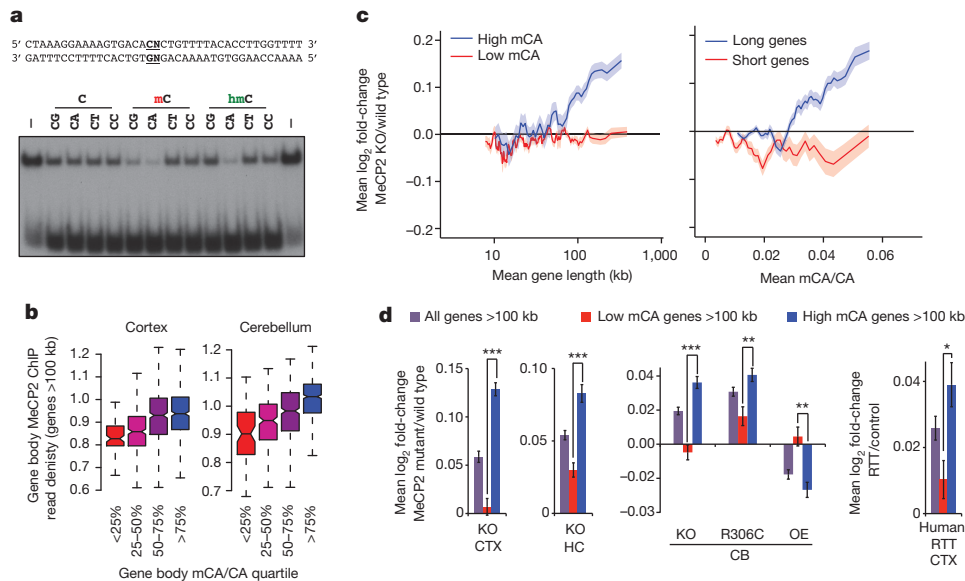 a
5′ CTAAAGGAAAAGTGACACNCTGTTTTACACCTTGGTTTT 3′
3′ GATTTCCTTTTCACTGTGNGACAAAATGTGGAACCAAAA 5′
C mC hmC
– CG CA CT CC CG CA CT CC CG CA CT CC –
b
Cortex Cerebellum
Gene body MeCP2 ChIP
read denisty (genes >100 kb)
1.2
1.1
1.0
0.9
0.8
0.7
0.6
1.2
1.1
1.0
0.9
0.8
0.7
<25% 25–50% 50–75% >75% <25% 25–50% 50–75% >75%
Gene body mCA/CA quartile
c
Mean log2 fold-change
MeCP2 KO/wild type
High mCA
Low mCA
0.2
0.1
0.0
−0.1
−0.2
10 100 1,000
Mean gene length (kb)
Long genes
Short genes
0 0.02 0.04 0.06
Mean mCA/CA
d
All genes >100 kb Low mCA genes >100 kb High mCA genes >100 kb
Mean log2 fold-change
MeCP2 mutant/wild type
0.15
0.10
0.05
0
***
KO
CTX
0.10
0.05
0
***
KO
HC
0.04
0.02
0.00
−0.02
−0.03
*** ** **
KO R306C OE
CB
Mean log2 fold-change
RTT/control
0.04
0.02
0
*
Human
RTT
CTX